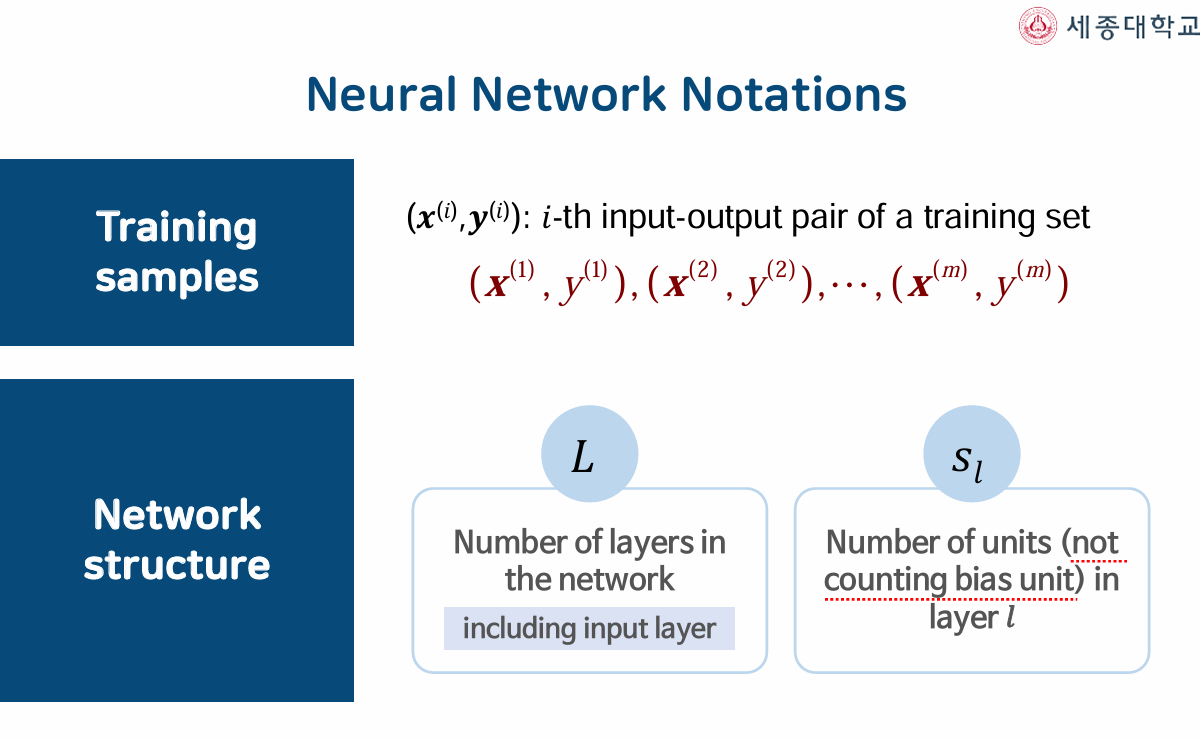 세종대학교
Neural Network Notations
Training
samples
(x⁽ⁱ⁾, y⁽ⁱ⁾): i-th input-output pair of a training set
(x⁽¹⁾, y⁽¹⁾), (x⁽²⁾, y⁽²⁾), ⋯, (x⁽ᵐ⁾, y⁽ᵐ⁾)
Network
structure
L
Number of layers in
the network
including input layer
sₗ
Number of units (not
counting bias unit) in
layer l